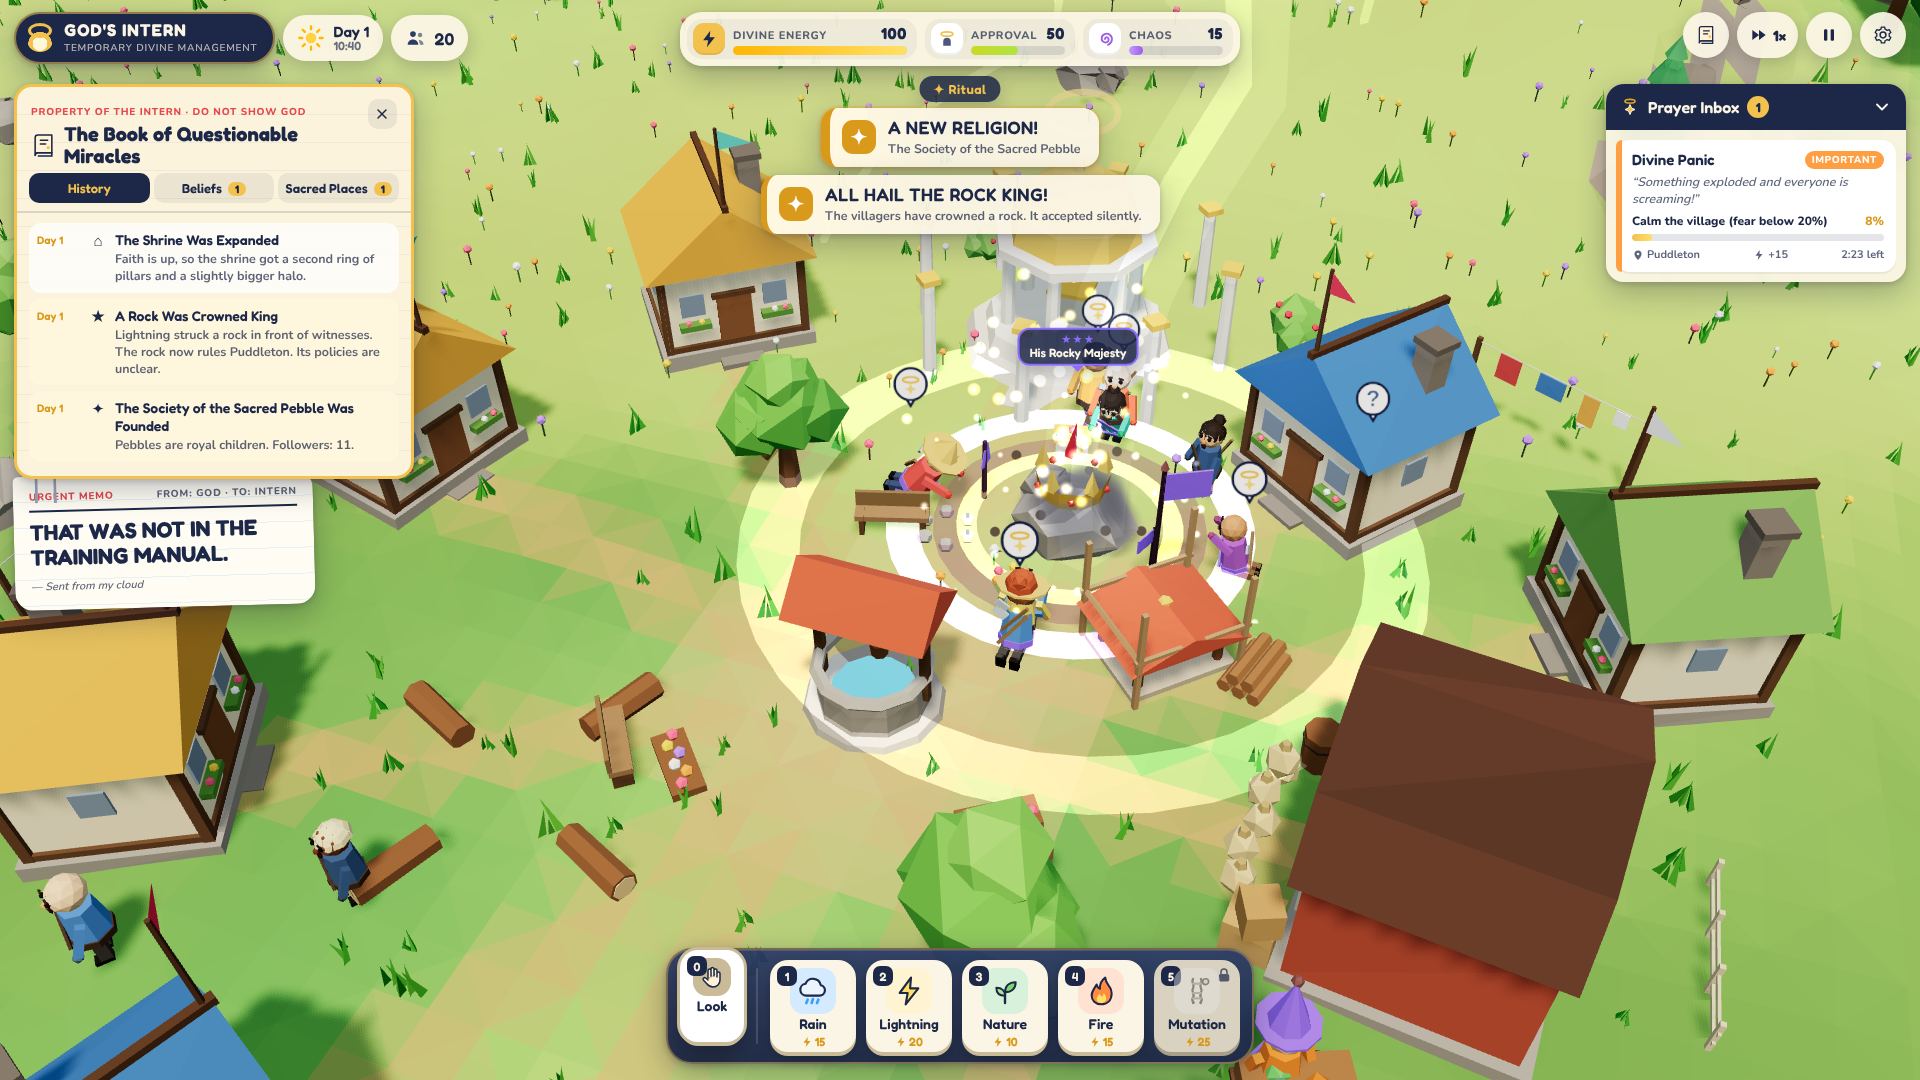 GOD'S INTERN
TEMPORARY DIVINE MANAGEMENT
Day 1
10:40
20
DIVINE ENERGY 100
APPROVAL 50
CHAOS 15
1x
Ritual
A NEW RELIGION!
The Society of the Sacred Pebble
ALL HAIL THE ROCK KING!
The villagers have crowned a rock. It accepted silently.
PROPERTY OF THE INTERN · DO NOT SHOW GOD
The Book of Questionable
Miracles
History
Beliefs 1
Sacred Places 1
Day 1
The Shrine Was Expanded
Faith is up, so the shrine got a second ring of
pillars and a slightly bigger halo.
Day 1
A Rock Was Crowned King
Lightning struck a rock in front of witnesses.
The rock now rules Puddleton. Its policies are
unclear.
Day 1
The Society of the Sacred Pebble Was
Founded
Pebbles are royal children. Followers: 11.
URGENT MEMO
FROM: GOD · TO: INTERN
THAT WAS NOT IN THE
TRAINING MANUAL.
— Sent from my cloud
Prayer Inbox 1
Divine Panic
IMPORTANT
“Something exploded and everyone is
screaming!”
Calm the village (fear below 20%) 8%
Puddleton
+15
2:23 left
His Rocky Majesty
?
0
Look
1
Rain
15
2
Lightning
20
3
Nature
10
4
Fire
15
5
Mutation
25